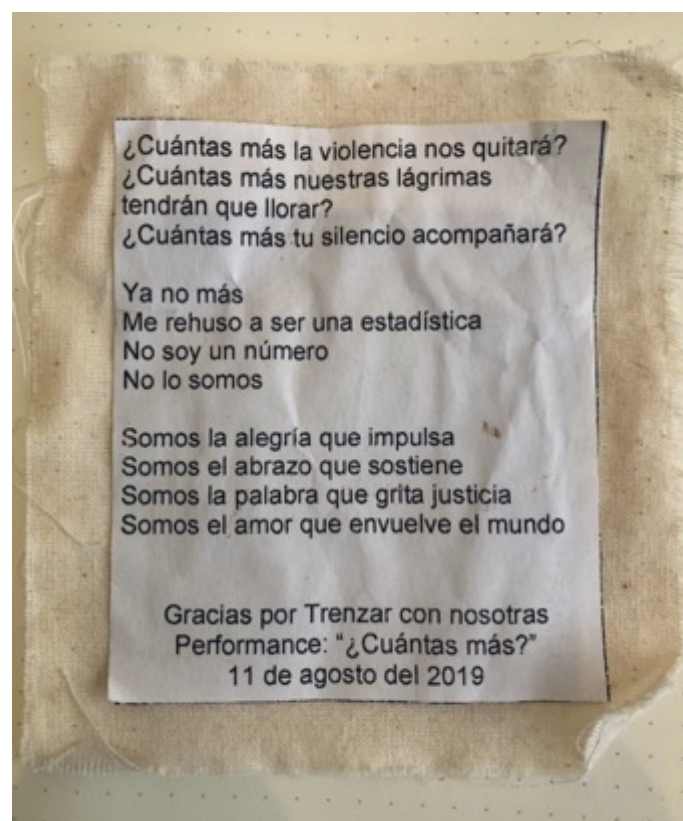 ¿Cuántas más la violencia nos quitará?
¿Cuántas más nuestras lágrimas
tendrán que llorar?
¿Cuántas más tu silencio acompañará?
Ya no más
Me rehuso a ser una estadística
No soy un número
No lo somos
Somos la alegría que impulsa
Somos el abrazo que sostiene
Somos la palabra que grita justicia
Somos el amor que envuelve el mundo
Gracias por Trenzar con nosotras
Performance: “¿Cuántas más?”
11 de agosto del 2019